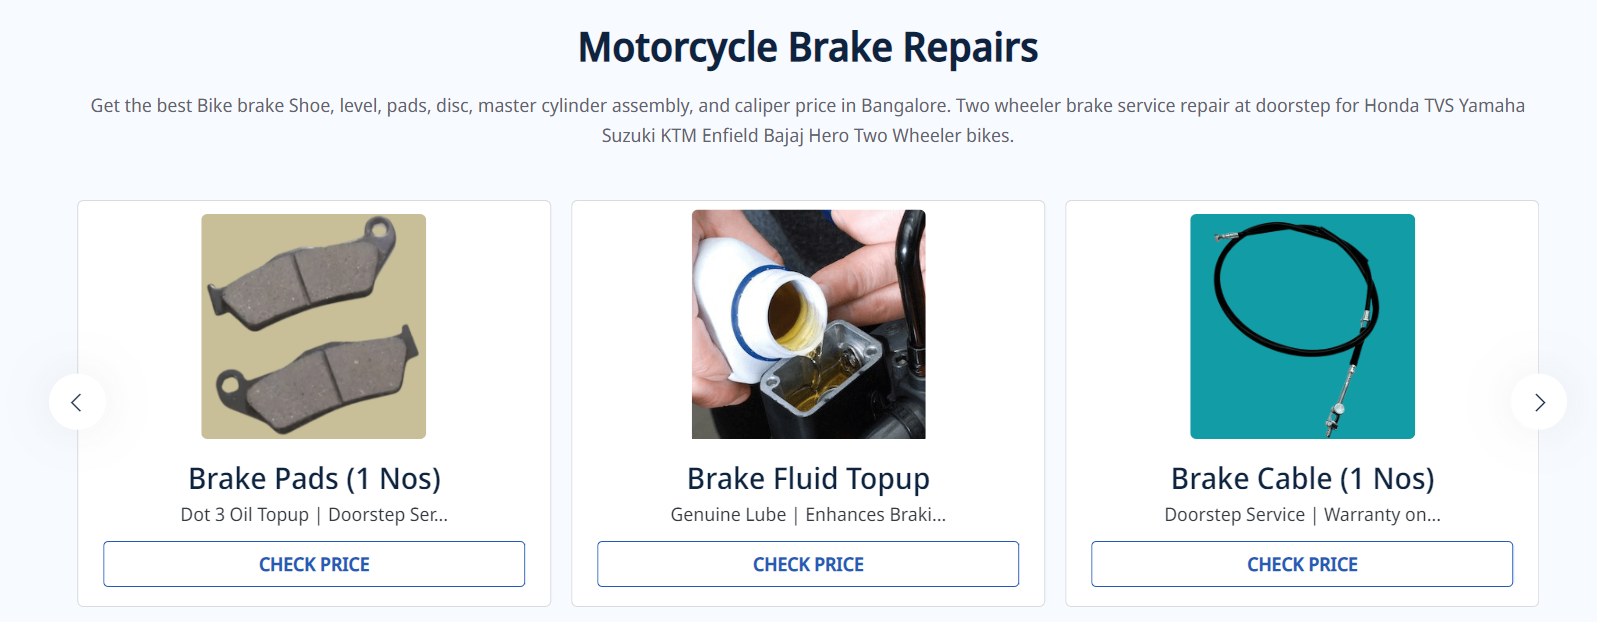 Motorcycle Brake Repairs
Get the best Bike brake Shoe, level, pads, disc, master cylinder assembly, and caliper price in Bangalore. Two wheeler brake service repair at doorstep for Honda TVS Yamaha
Suzuki KTM Enfield Bajaj Hero Two Wheeler bikes.
Brake Pads (1 Nos)
Dot 3 Oil Topup | Doorstep Ser...
CHECK PRICE
Brake Fluid Topup
Genuine Lube | Enhances Braki...
CHECK PRICE
Brake Cable (1 Nos)
Doorstep Service | Warranty on...
CHECK PRICE